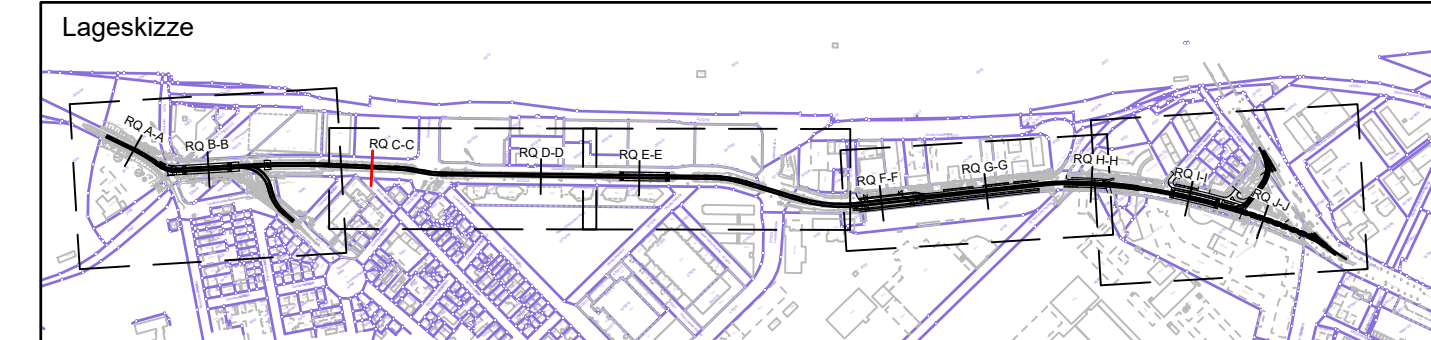 Lageskizze
RQ A-A
RQ B-B
RQ C-C
RQ D-D
RQ E-E
RQ F-F
RQ G-G
RQ H-H
RQ I-I
RQ J-J